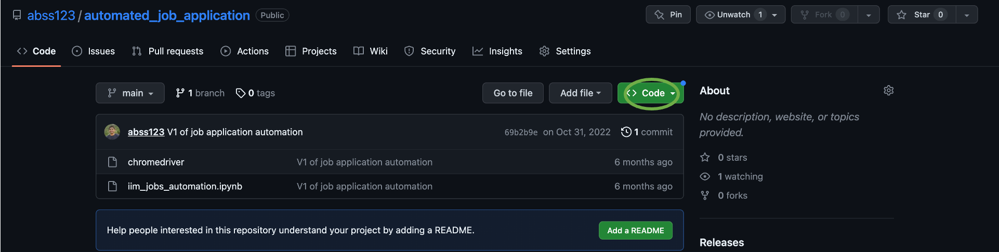 abss123/automated_job_application Public Pin Unwatch 1 Fork 0 Star 0
Code Issues Pull requests Actions Projects Wiki Security Insights Settings
main 1 branch 0 tags Go to file Add file Code
abss123 V1 of job application automation 69b2b9e on Oct 31, 2022 1 commit
chromedriver V1 of job application automation 6 months ago
iim_jobs_automation.ipynb V1 of job application automation 6 months ago
Help people interested in this repository understand your project by adding a README. Add a README
About
No description, website, or topics
provided.
0 stars
1 watching
0 forks
Releases